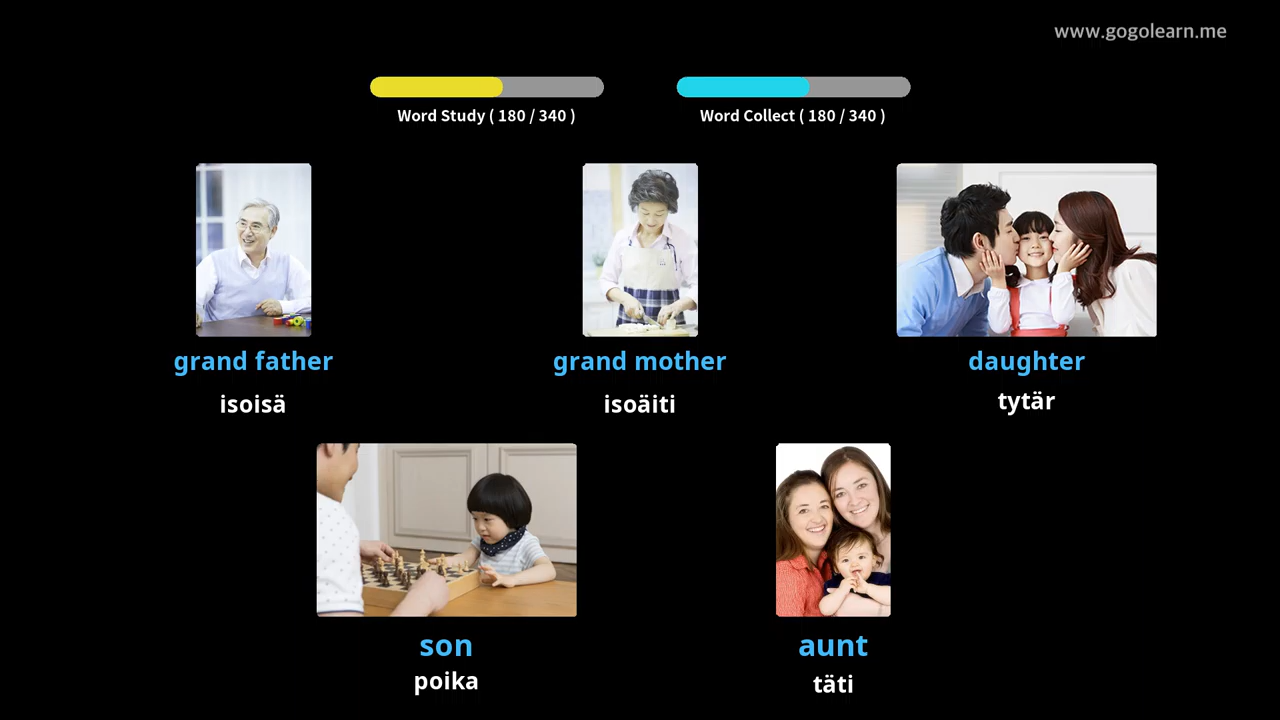 www.gogolearn.me
Word Study ( 180 / 340 )
Word Collect ( 180 / 340 )
grand father
isoisä
grand mother
isoäiti
daughter
tytär
son
poika
aunt
täti